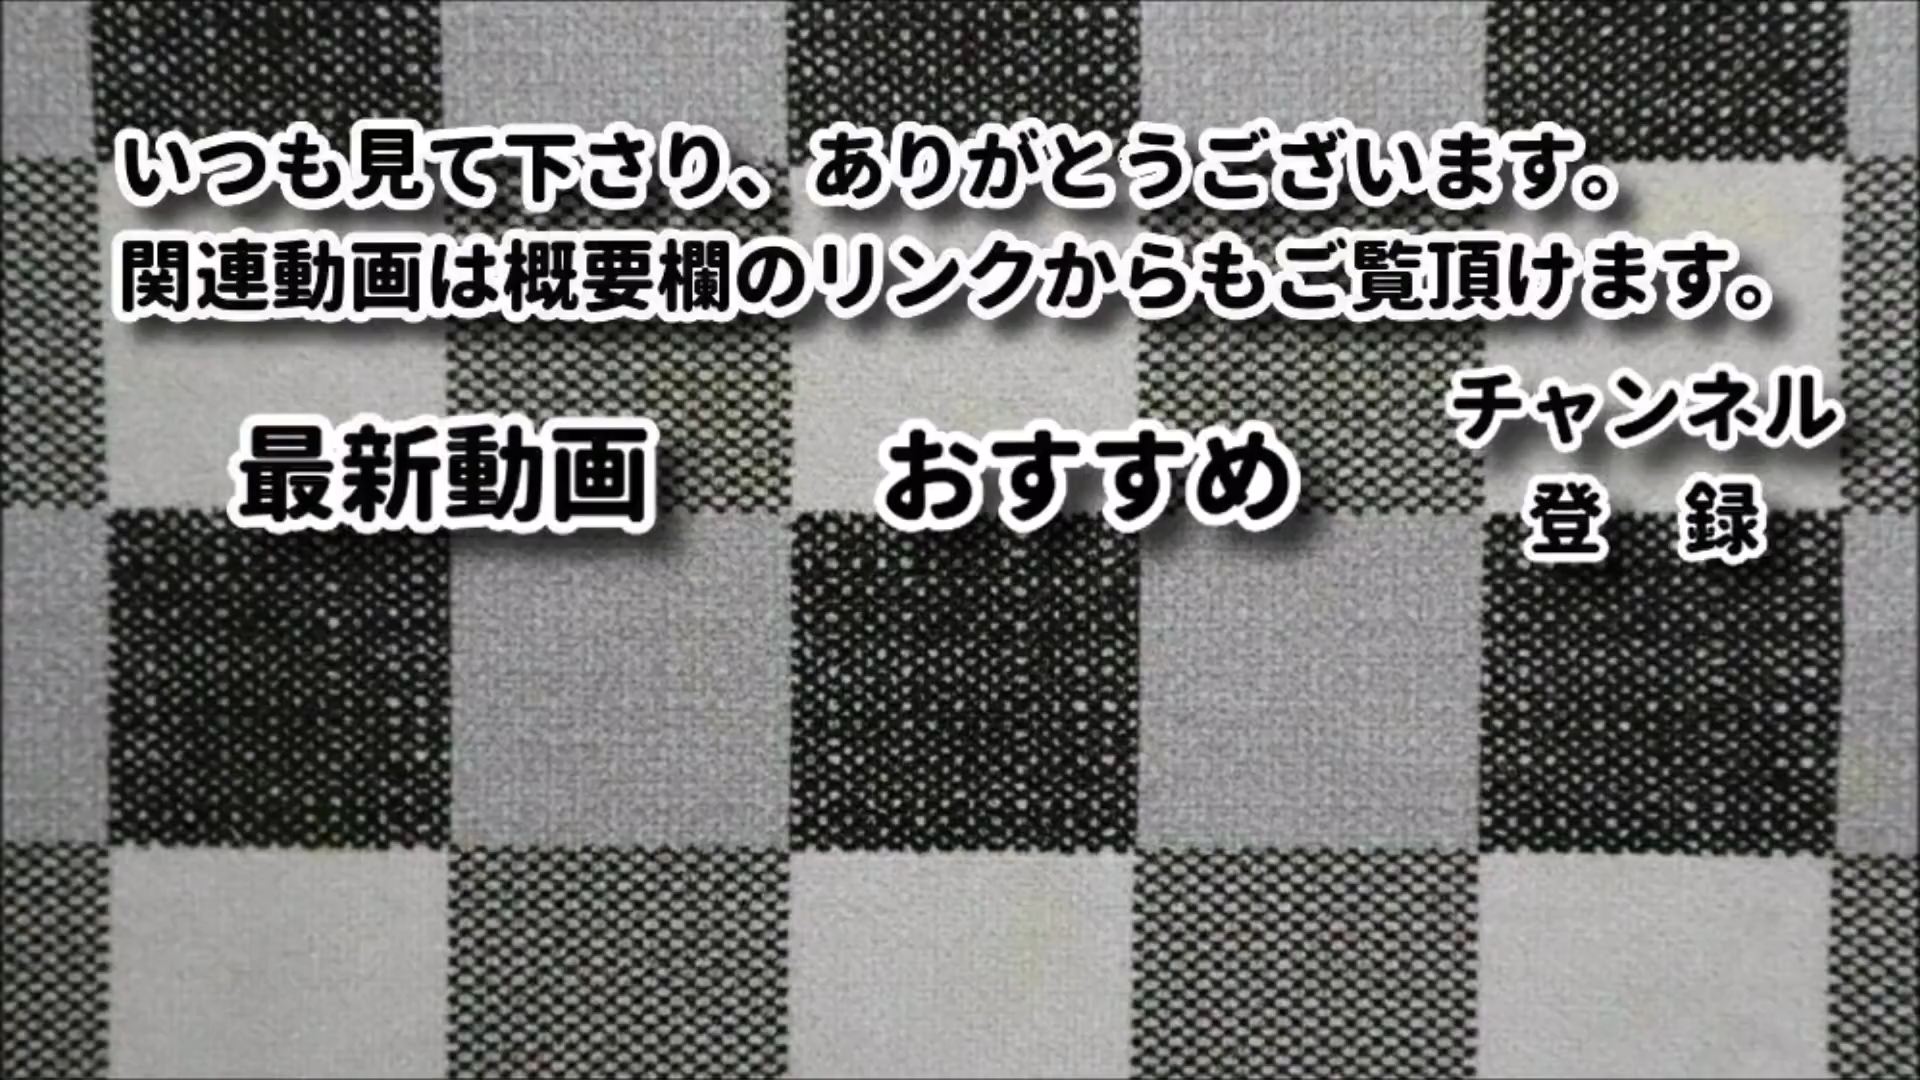 いつも見て下さり、ありがとうございます。
関連動画は概要欄のリンクからもご覧頂けます。
最新動画
おすすめ
チャンネル
登　録